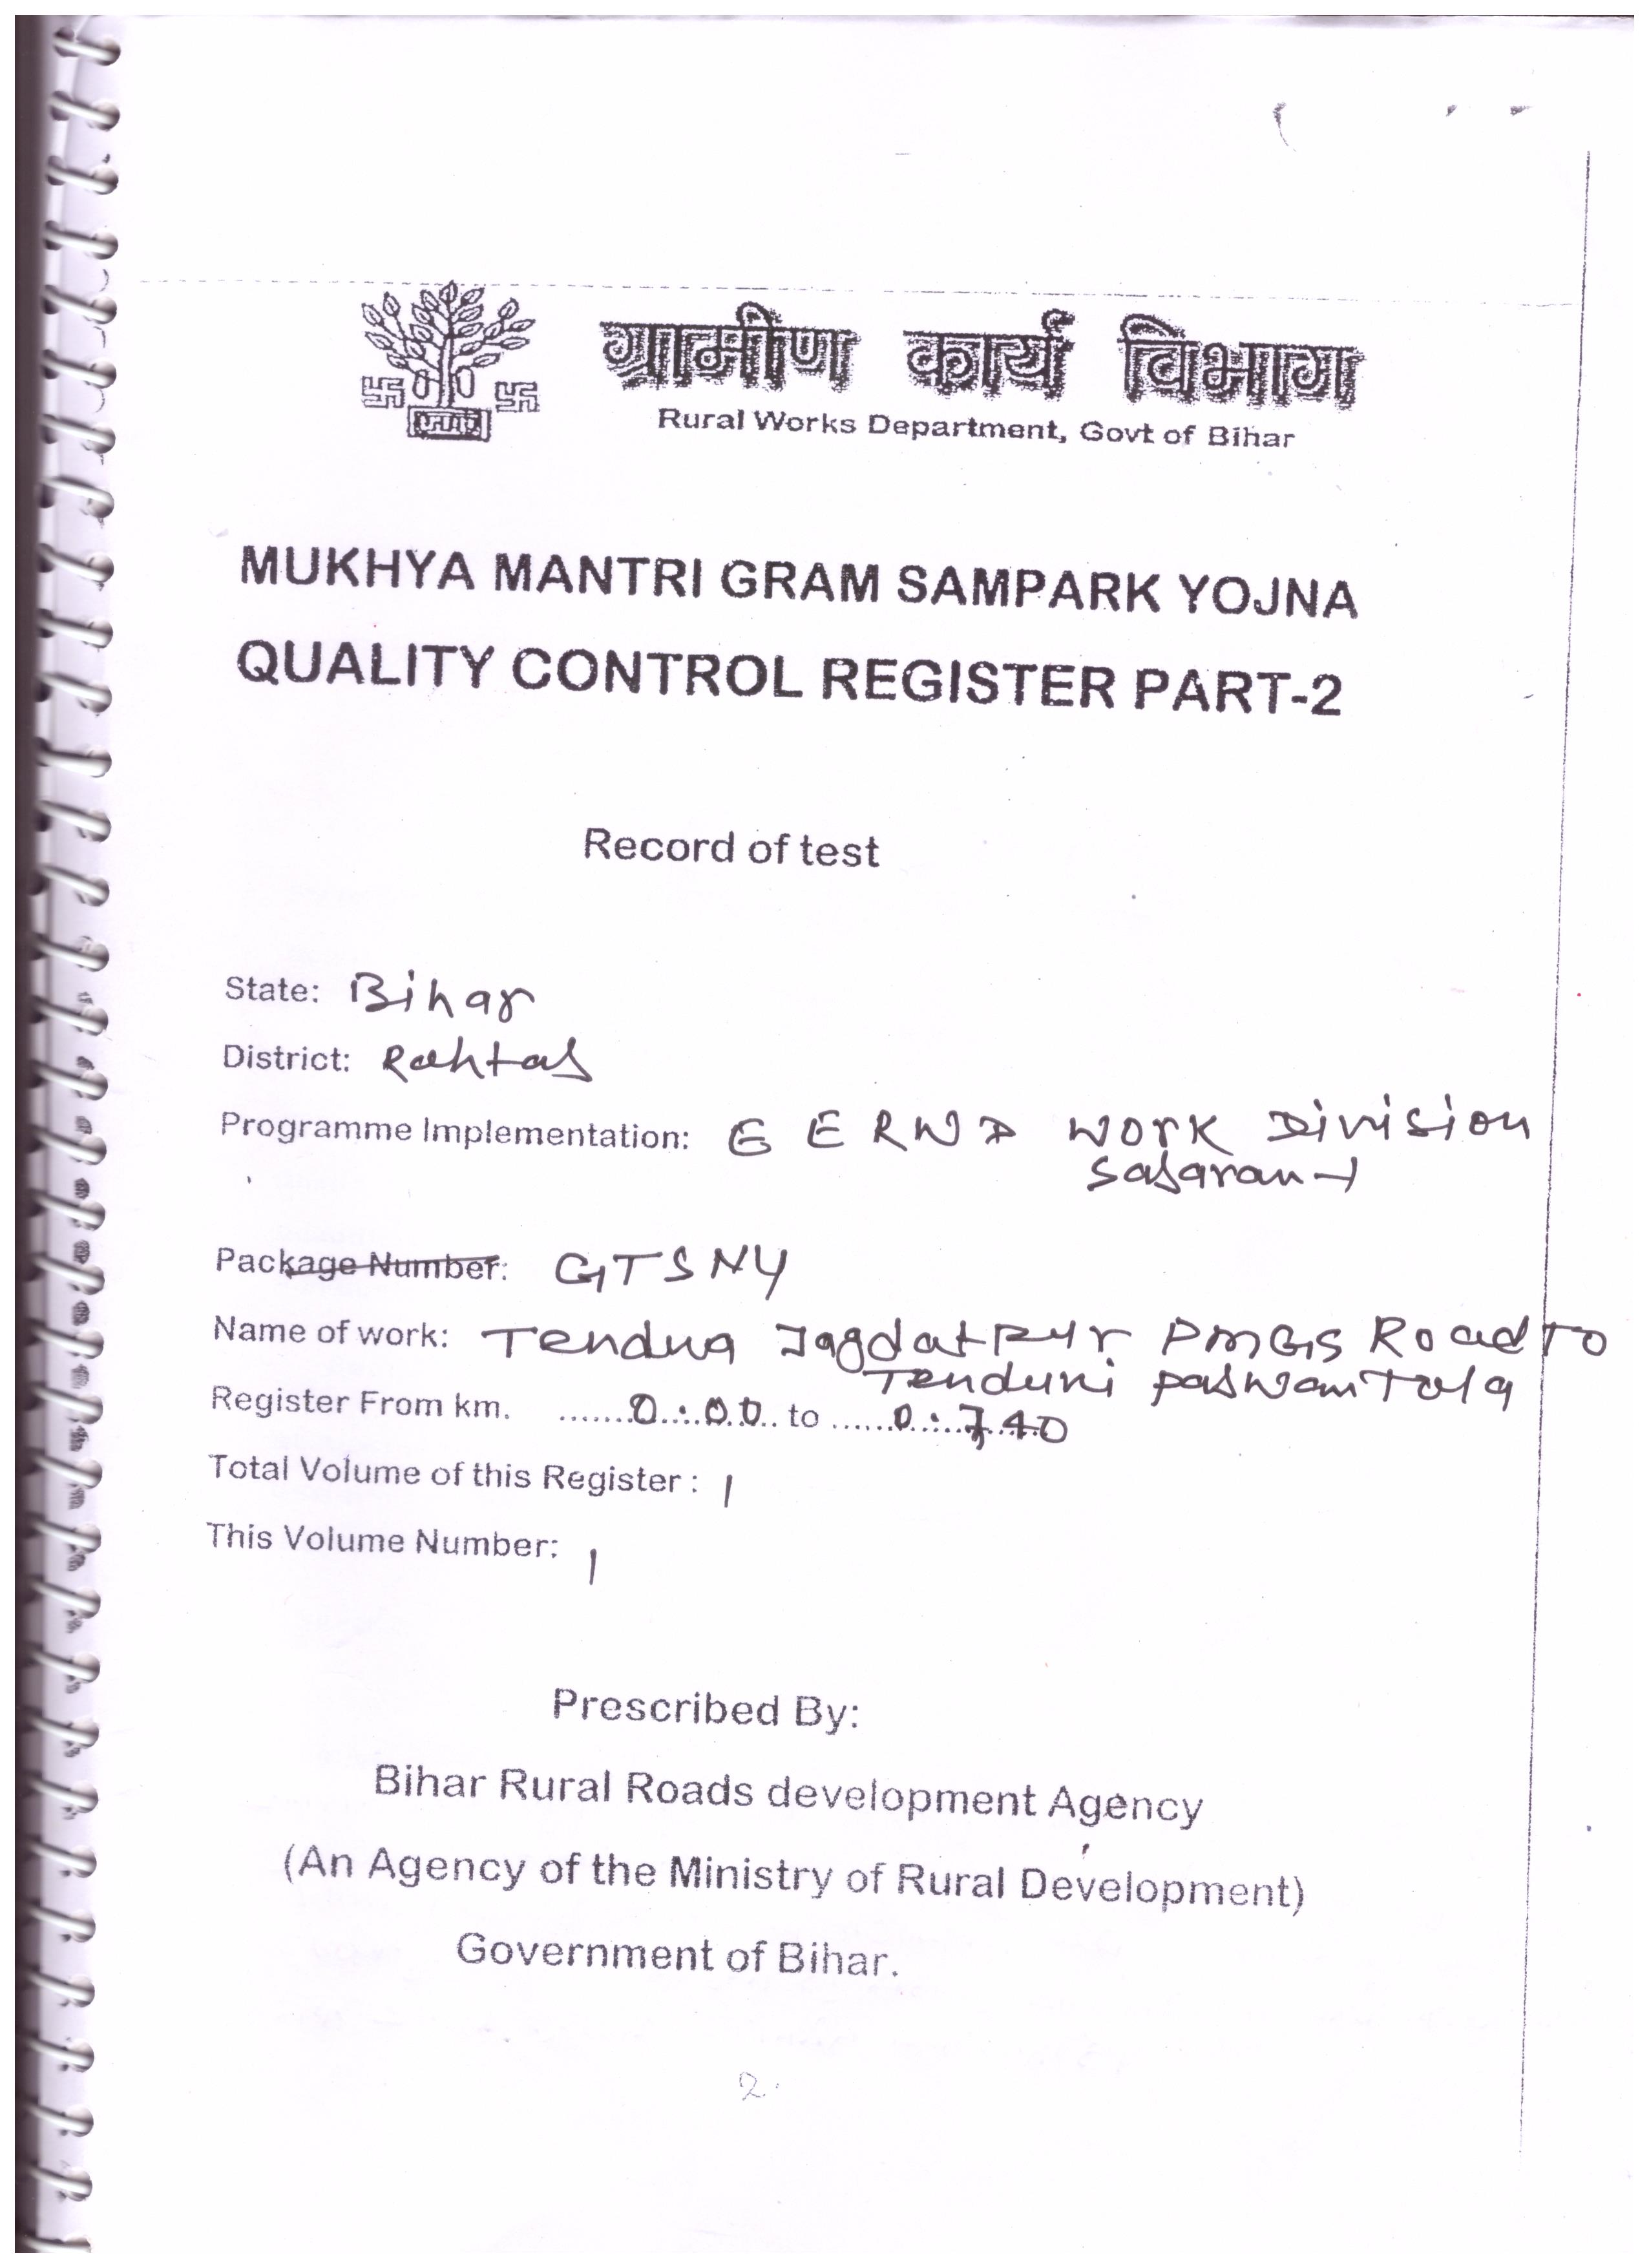 ग्रामीण कार्य विभाग
Rural Works Department, Govt of Bihar
MUKHYA MANTRI GRAM SAMPARK YOJNA
QUALITY CONTROL REGISTER PART-2
Record of test
State: Bihar
District: Rohtas
Programme Implementation: E E RWD Work Division
Sasaram-1
Package Number: GTSNY
Name of work: Tendua Jagdatpur PMGS Road TO
Tenduni paswan Tola
Register From km. .......0.00.. to ......0.740
Total Volume of this Register : 1
This Volume Number: 1
Prescribed By:
Bihar Rural Roads development Agency
(An Agency of the Ministry of Rural Development)
Government of Bihar.
2.